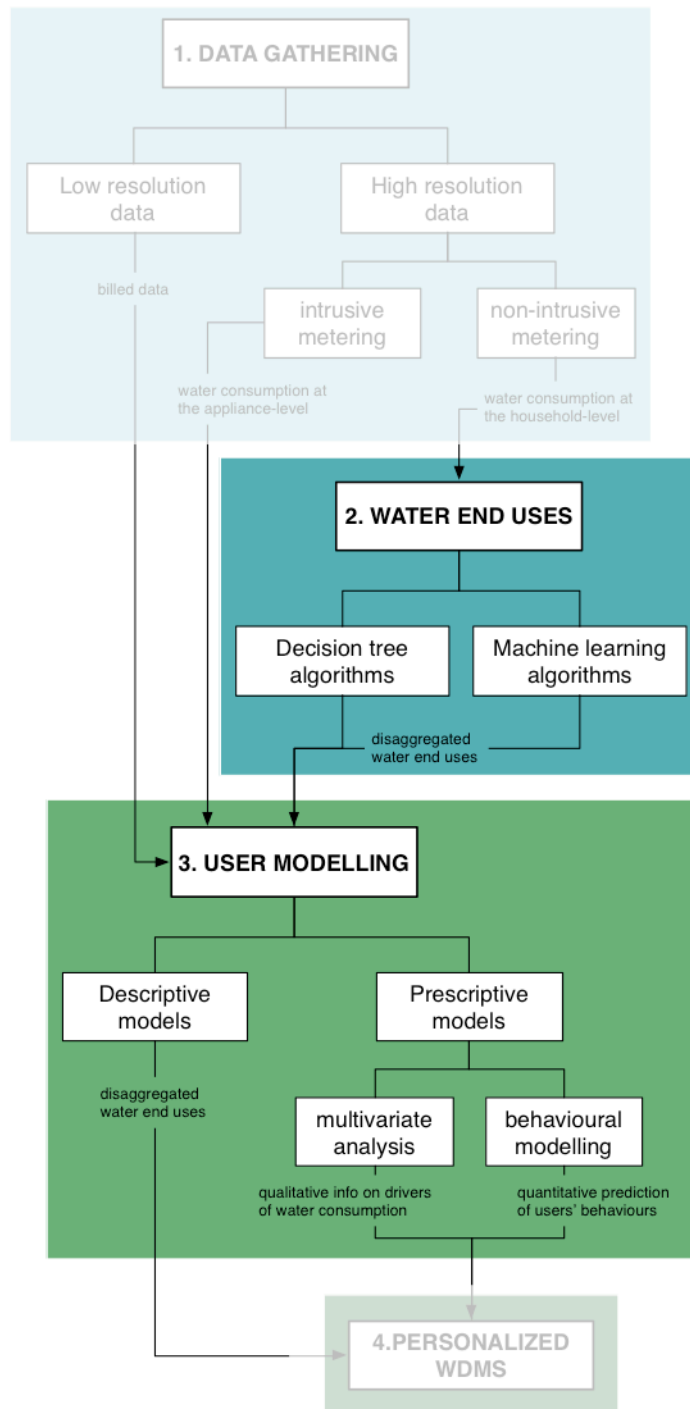 1. DATA GATHERING
Low resolution
data
High resolution
data
billed data
intrusive
metering
non-intrusive
metering
water consumption at
the appliance-level
water consumption at
the household-level
2. WATER END USES
Decision tree
algorithms
Machine learning
algorithms
disaggregated
water end uses
3. USER MODELLING
Descriptive
models
Prescriptive
models
disaggregated
water end uses
multivariate
analysis
behavioural
modelling
qualitative info on drivers
of water consumption
quantitative prediction
of users' behaviours
4.PERSONALIZED
WDMS